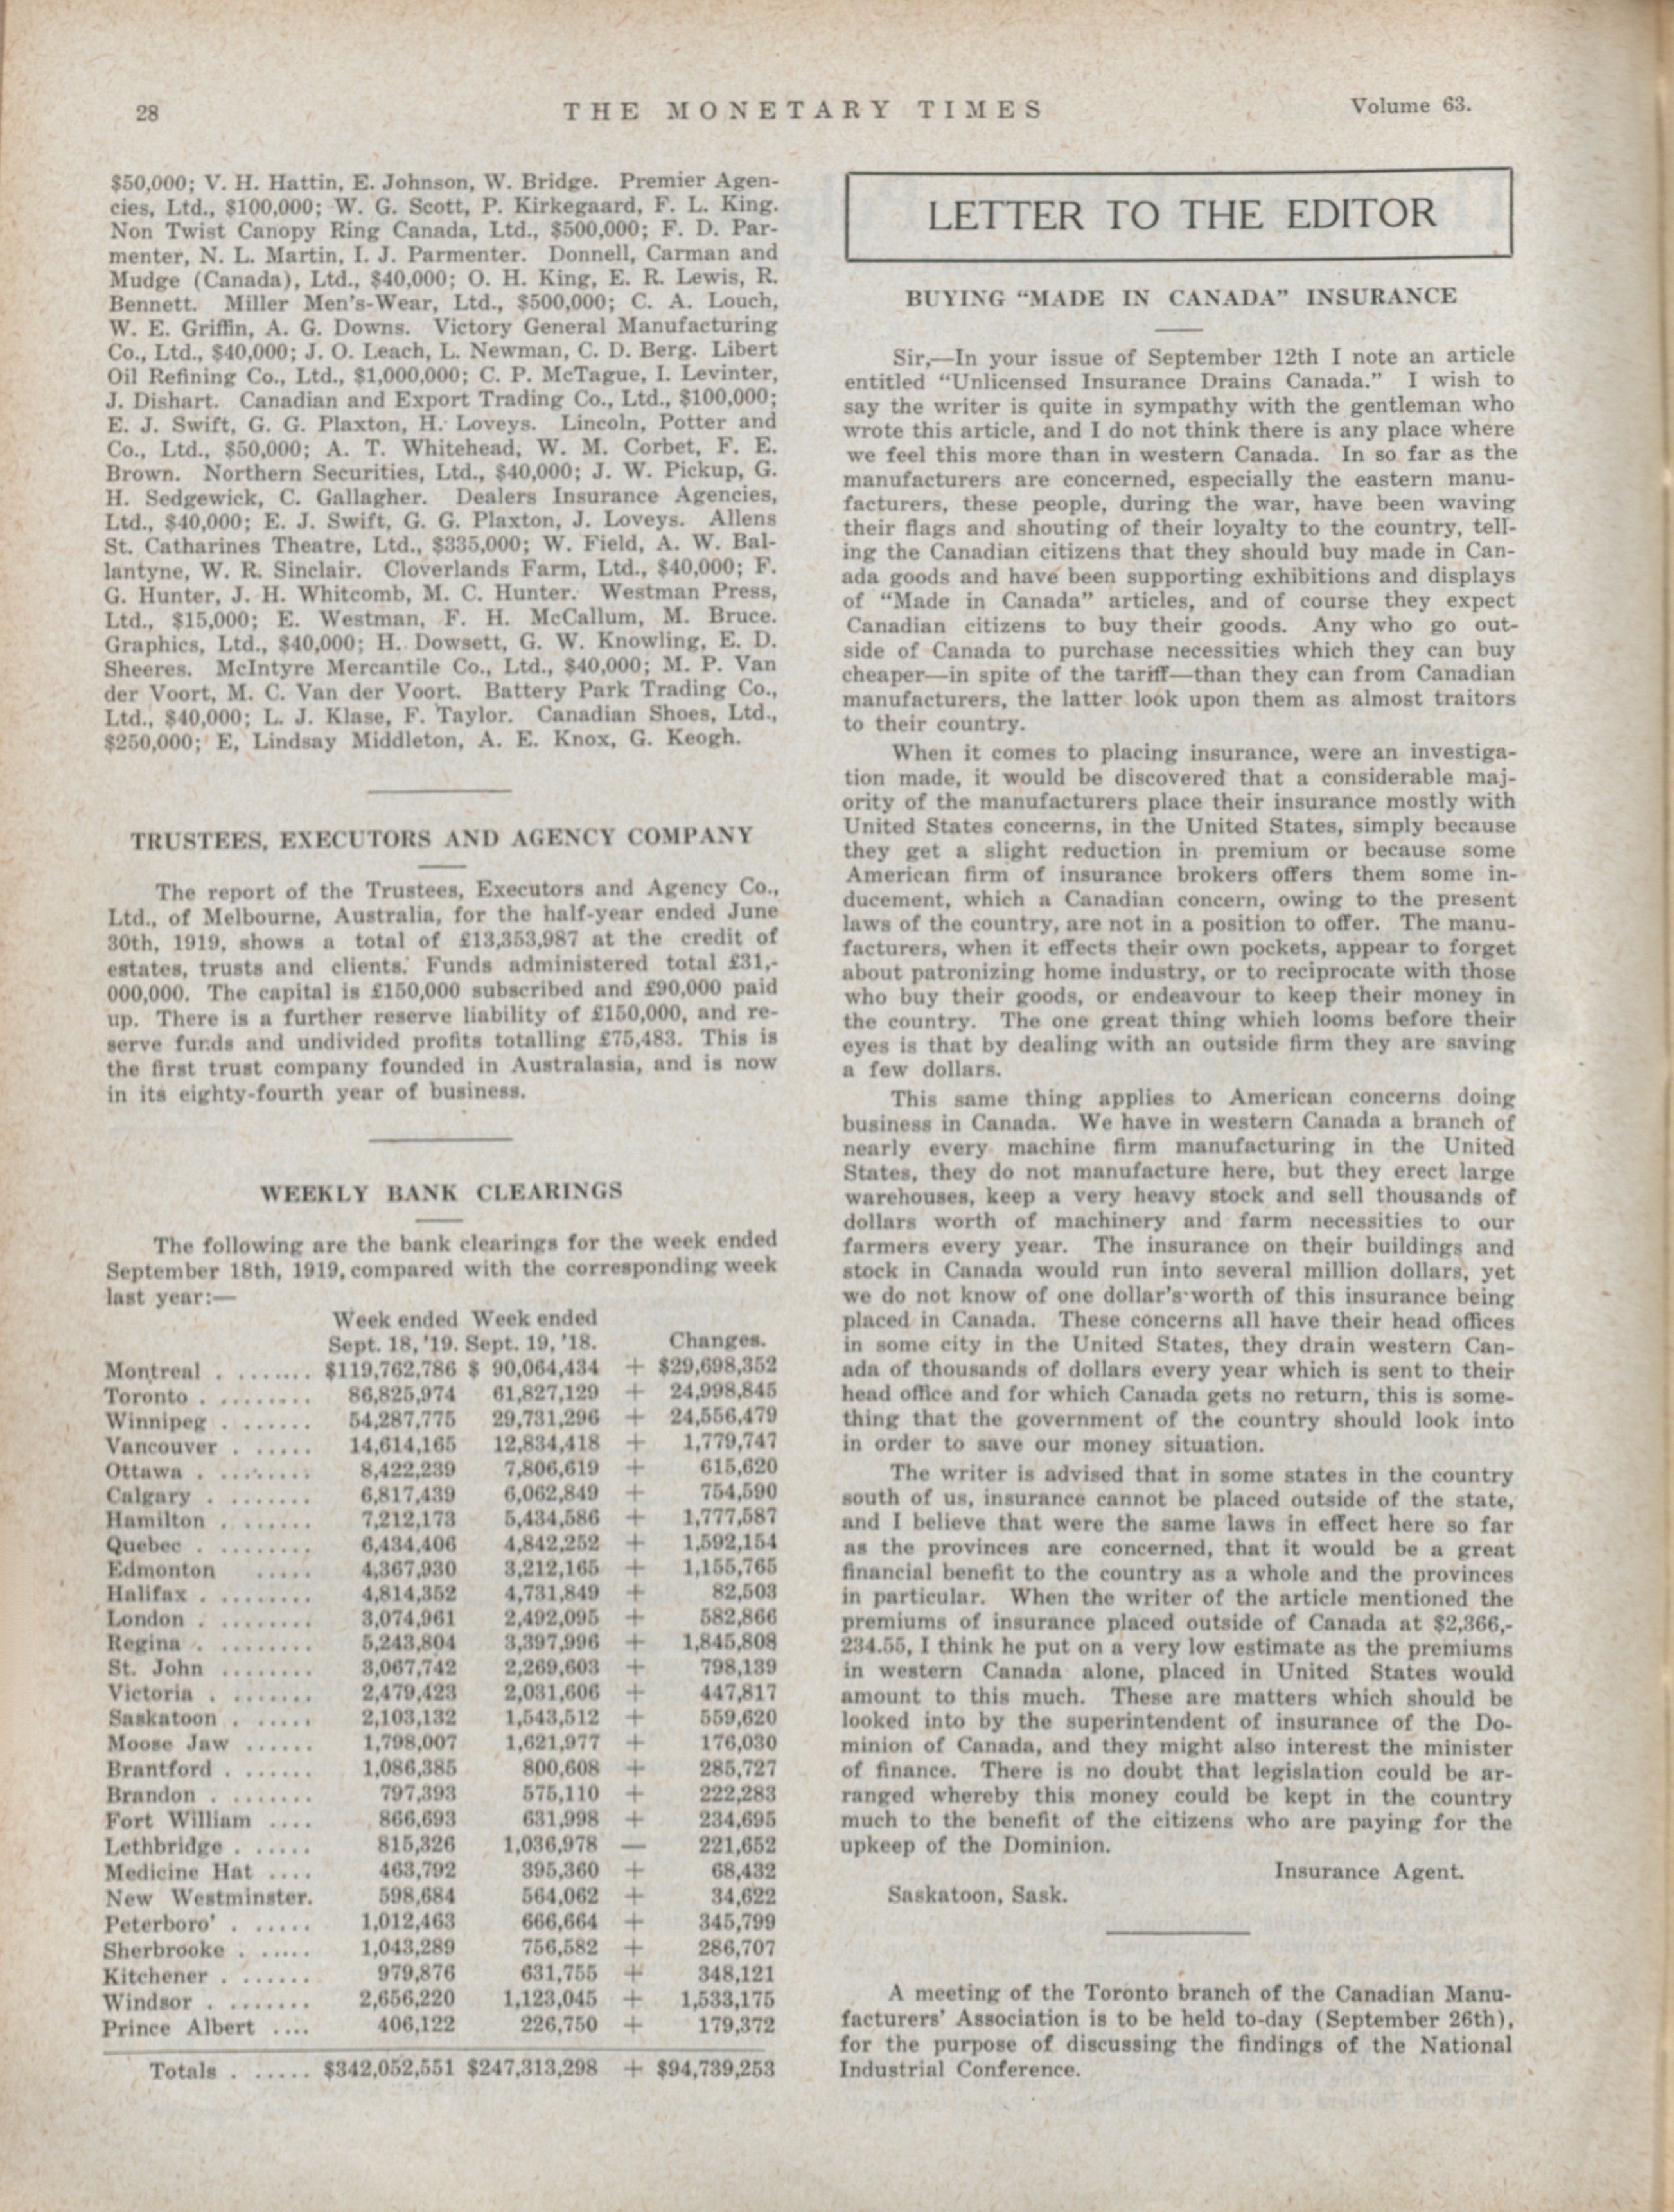 28
THE MONETARY TIMES
Volume 63.
$50,000; V. H. Hattin, E. Johnson, W. Bridge. Premier Agen-
cies, Ltd., $100,000; W. G. Scott, P. Kirkegaard, F. L. King.
Non Twist Canopy Ring Canada, Ltd., $500,000; F. D. Par-
menter, N. L. Martin, I. J. Parmenter. Donnell, Carman and
Mudge (Canada), Ltd., $40,000; O. H. King, E. R. Lewis, R.
Bennett. Miller Men's-Wear, Ltd., $500,000; C. A. Louch,
W. E. Griffin, A. G. Downs. Victory General Manufacturing
Co., Ltd., $40,000; J. O. Leach, L. Newman, C. D. Berg. Libert
Oil Refining Co., Ltd., $1,000,000; C. P. McTague, I. Levinter,
J. Dishart. Canadian and Export Trading Co., Ltd., $100,000;
E. J. Swift, G. G. Plaxton, H. Loveys. Lincoln, Potter and
Co., Ltd., $50,000; A. T. Whitehead, W. M. Corbet, F. E.
Brown. Northern Securities, Ltd., $40,000; J. W. Pickup, G.
H. Sedgewick, C. Gallagher. Dealers Insurance Agencies,
Ltd., $40,000; E. J. Swift, G. G. Plaxton, J. Loveys. Allens
St. Catharines Theatre, Ltd., $335,000; W. Field, A. W. Bal-
lantyne, W. R. Sinclair. Cloverlands Farm, Ltd., $40,000; F.
G. Hunter, J. H. Whitcomb, M. C. Hunter. Westman Press,
Ltd., $15,000; E. Westman, F. H. McCallum, M. Bruce.
Graphics, Ltd., $40,000; H. Dowsett, G. W. Knowling, E. D.
Sheeres. McIntyre Mercantile Co., Ltd., $40,000; M. P. Van
der Voort, M. C. Van der Voort. Battery Park Trading Co.,
Ltd., $40,000; L. J. Klase, F. Taylor. Canadian Shoes, Ltd.,
$250,000; E, Lindsay Middleton, A. E. Knox, G. Keogh.
TRUSTEES, EXECUTORS AND AGENCY COMPANY
The report of the Trustees, Executors and Agency Co.,
Ltd., of Melbourne, Australia, for the half-year ended June
30th, 1919, shows a total of £13,353,987 at the credit of
estates, trusts and clients. Funds administered total £31,-
000,000. The capital is £150,000 subscribed and £90,000 paid
up. There is a further reserve liability of £150,000, and re-
serve funds and undivided profits totalling £75,483. This is
the first trust company founded in Australasia, and is now
in its eighty-fourth year of business.
WEEKLY BANK CLEARINGS
The following are the bank clearings for the week ended
September 18th, 1919, compared with the corresponding week
last year:—
Week ended Week ended
Sept. 18, '19. Sept. 19, '18. Changes.
Montreal . ....... $119,762,786 $ 90,064,434 + $29,698,352
Toronto . ........ 86,825,974 61,827,129 + 24,998,845
Winnipeg . ....... 54,287,775 29,731,296 + 24,556,479
Vancouver . ...... 14,614,165 12,834,418 + 1,779,747
Ottawa . ........ 8,422,239 7,806,619 + 615,620
Calgary . ....... 6,817,439 6,062,849 + 754,590
Hamilton . ...... 7,212,173 5,434,586 + 1,777,587
Quebec . ........ 6,434,406 4,842,252 + 1,592,154
Edmonton ..... 4,367,930 3,212,165 + 1,155,765
Halifax . ........ 4,814,352 4,731,849 + 82,503
London . ........ 3,074,961 2,492,095 + 582,866
Regina . ........ 5,243,804 3,397,996 + 1,845,808
St. John ........ 3,067,742 2,269,603 + 798,139
Victoria . ....... 2,479,423 2,031,606 + 447,817
Saskatoon . ..... 2,103,132 1,543,512 + 559,620
Moose Jaw ...... 1,798,007 1,621,977 + 176,030
Brantford . ...... 1,086,385 800,608 + 285,727
Brandon . ....... 797,393 575,110 + 222,283
Fort William .... 866,693 631,998 + 234,695
Lethbridge . ..... 815,326 1,036,978 — 221,652
Medicine Hat .... 463,792 395,360 + 68,432
New Westminster. 598,684 564,062 + 34,622
Peterboro' . ..... 1,012,463 666,664 + 345,799
Sherbrooke . ..... 1,043,289 756,582 + 286,707
Kitchener . ...... 979,876 631,755 + 348,121
Windsor . ....... 2,656,220 1,123,045 + 1,533,175
Prince Albert .... 406,122 226,750 + 179,372
Totals . ..... $342,052,551 $247,313,298 + $94,739,253
LETTER TO THE EDITOR
BUYING “MADE IN CANADA” INSURANCE
Sir,—In your issue of September 12th I note an article
entitled “Unlicensed Insurance Drains Canada.” I wish to
say the writer is quite in sympathy with the gentleman who
wrote this article, and I do not think there is any place where
we feel this more than in western Canada. In so far as the
manufacturers are concerned, especially the eastern manu-
facturers, these people, during the war, have been waving
their flags and shouting of their loyalty to the country, tell-
ing the Canadian citizens that they should buy made in Can-
ada goods and have been supporting exhibitions and displays
of “Made in Canada” articles, and of course they expect
Canadian citizens to buy their goods. Any who go out-
side of Canada to purchase necessities which they can buy
cheaper—in spite of the tariff—than they can from Canadian
manufacturers, the latter look upon them as almost traitors
to their country.
When it comes to placing insurance, were an investiga-
tion made, it would be discovered that a considerable maj-
ority of the manufacturers place their insurance mostly with
United States concerns, in the United States, simply because
they get a slight reduction in premium or because some
American firm of insurance brokers offers them some in-
ducement, which a Canadian concern, owing to the present
laws of the country, are not in a position to offer. The manu-
facturers, when it effects their own pockets, appear to forget
about patronizing home industry, or to reciprocate with those
who buy their goods, or endeavour to keep their money in
the country. The one great thing which looms before their
eyes is that by dealing with an outside firm they are saving
a few dollars.
This same thing applies to American concerns doing
business in Canada. We have in western Canada a branch of
nearly every machine firm manufacturing in the United
States, they do not manufacture here, but they erect large
warehouses, keep a very heavy stock and sell thousands of
dollars worth of machinery and farm necessities to our
farmers every year. The insurance on their buildings and
stock in Canada would run into several million dollars, yet
we do not know of one dollar's worth of this insurance being
placed in Canada. These concerns all have their head offices
in some city in the United States, they drain western Can-
ada of thousands of dollars every year which is sent to their
head office and for which Canada gets no return, this is some-
thing that the government of the country should look into
in order to save our money situation.
The writer is advised that in some states in the country
south of us, insurance cannot be placed outside of the state,
and I believe that were the same laws in effect here so far
as the provinces are concerned, that it would be a great
financial benefit to the country as a whole and the provinces
in particular. When the writer of the article mentioned the
premiums of insurance placed outside of Canada at $2,366,-
234.55, I think he put on a very low estimate as the premiums
in western Canada alone, placed in United States would
amount to this much. These are matters which should be
looked into by the superintendent of insurance of the Do-
minion of Canada, and they might also interest the minister
of finance. There is no doubt that legislation could be ar-
ranged whereby this money could be kept in the country
much to the benefit of the citizens who are paying for the
upkeep of the Dominion.
Insurance Agent.
Saskatoon, Sask.
A meeting of the Toronto branch of the Canadian Manu-
facturers' Association is to be held to-day (September 26th),
for the purpose of discussing the findings of the National
Industrial Conference.